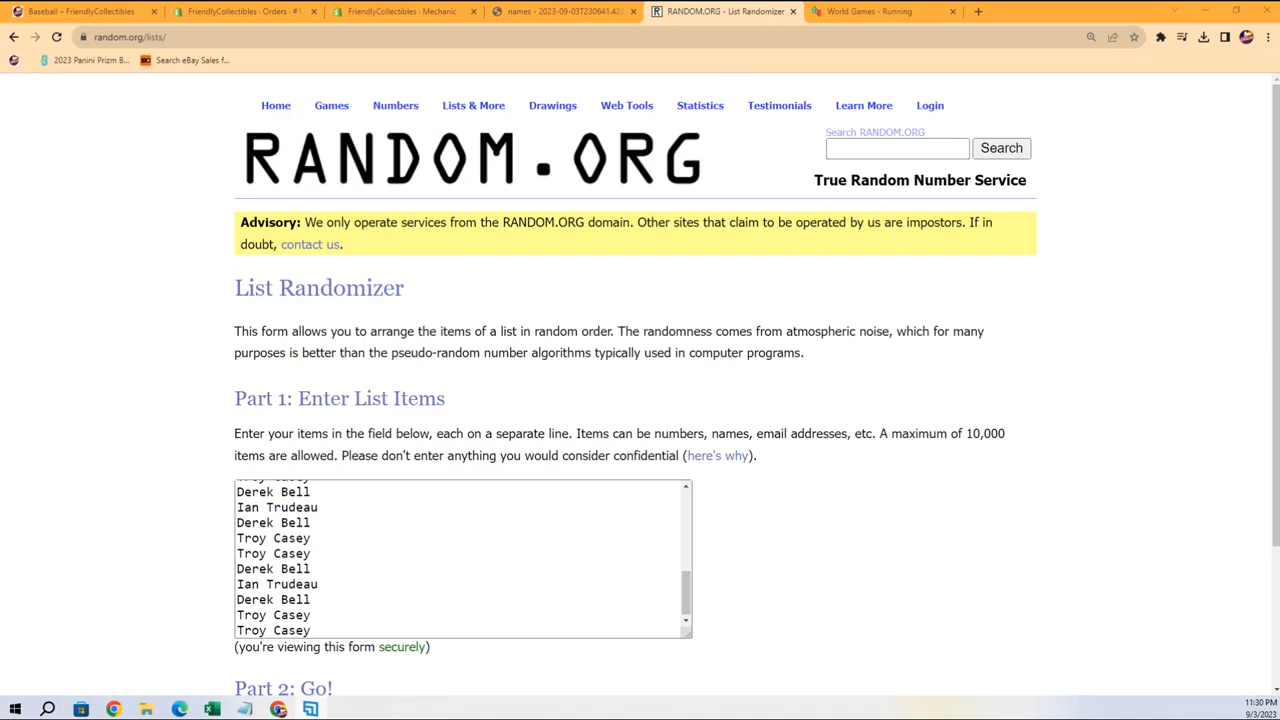 Baseball – FriendlyCollectibles
FriendlyCollectibles - Orders - #1
FriendlyCollectibles - Mechanic
names - 2023-09-03T230641.42
RANDOM.ORG - List Randomizer
World Games - Running
random.org/lists/
2023 Panini Prizm B...
Search eBay Sales f...
Home Games Numbers Lists & More Drawings Web Tools Statistics Testimonials Learn More Login
RANDOM.ORG
Search RANDOM.ORG
Search
True Random Number Service
Advisory: We only operate services from the RANDOM.ORG domain. Other sites that claim to be operated by us are impostors. If in
doubt, contact us.
List Randomizer
This form allows you to arrange the items of a list in random order. The randomness comes from atmospheric noise, which for many
purposes is better than the pseudo-random number algorithms typically used in computer programs.
Part 1: Enter List Items
Enter your items in the field below, each on a separate line. Items can be numbers, names, email addresses, etc. A maximum of 10,000
items are allowed. Please don't enter anything you would consider confidential (here's why).
Troy Casey
Derek Bell
Ian Trudeau
Derek Bell
Troy Casey
Troy Casey
Derek Bell
Ian Trudeau
Derek Bell
Troy Casey
Troy Casey
(you're viewing this form securely)
Part 2: Go!
11:30 PM
9/3/2023